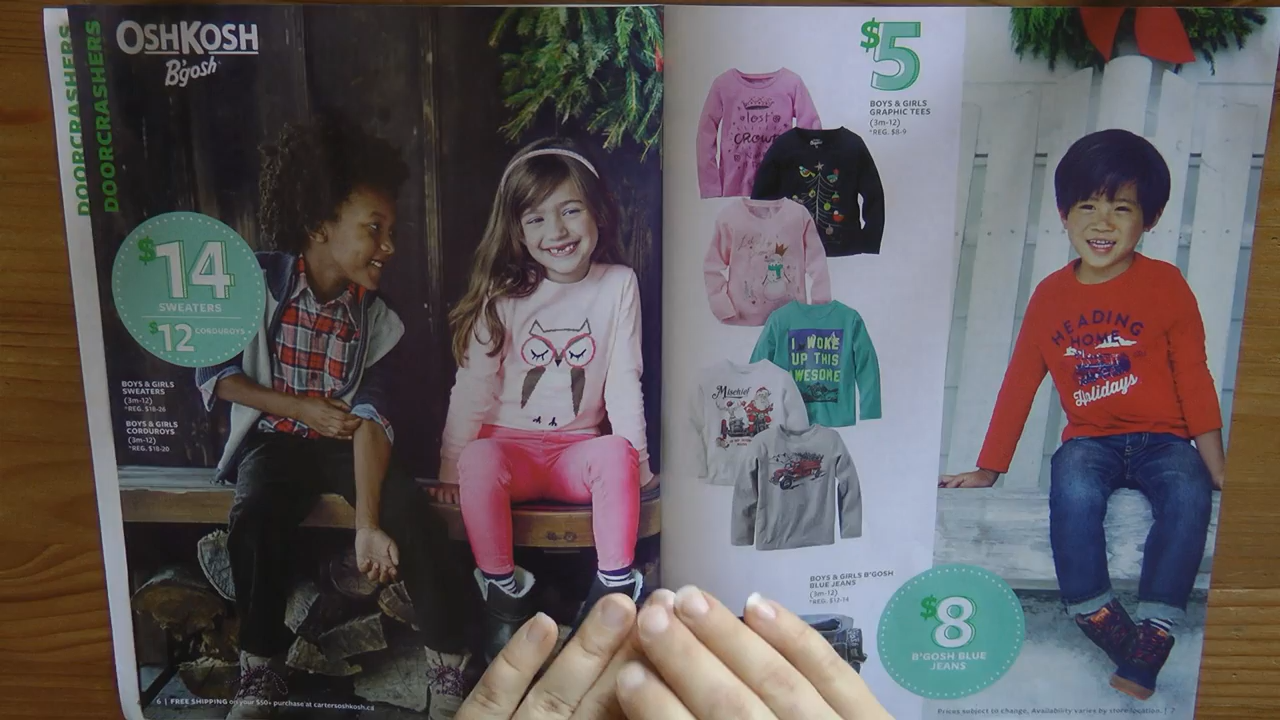 DOORCRASHERS
DOORCRASHERS
OSHKOSH
B'gosh
$14
SWEATERS
$12 CORDUROYS
BOYS & GIRLS
SWEATERS
(3m-12)
*REG. $18-26
BOYS & GIRLS
CORDUROYS
(3m-12)
*REG. $18-20
6 | FREE SHIPPING on your $50+ purchase at cartersoshkosh.ca
$5
BOYS & GIRLS
GRAPHIC TEES
(3m-12)
*REG. $8-9
lost
CROWN
I WOKE
UP THIS
AWESOME
Mischief
HEADING
HOME
Holidays
BOYS & GIRLS B'GOSH
BLUE JEANS
(3m-12)
*REG. $12-14
$8
B'GOSH BLUE
JEANS
Prices subject to change. Availability varies by store location. | 7